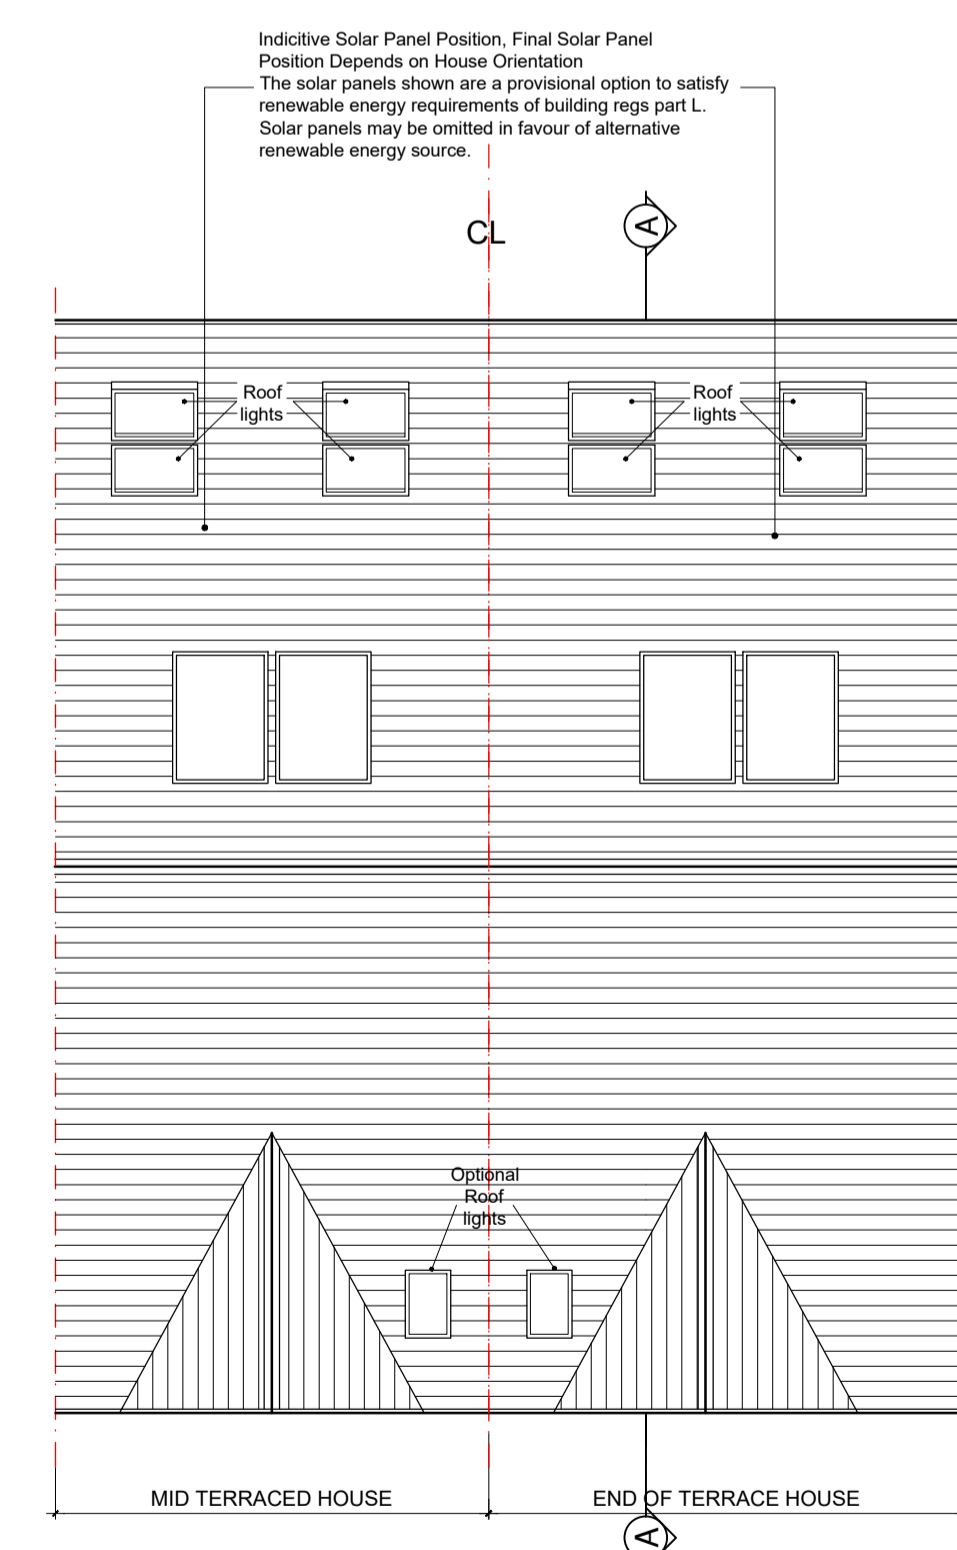 Indicitive Solar Panel Position, Final Solar Panel
Position Depends on House Orientation
The solar panels shown are a provisional option to satisfy
renewable energy requirements of building regs part L.
Solar panels may be omitted in favour of alternative
renewable energy source.
CL
A
Roof
lights
Roof
lights
Optional
Roof
lights
MID TERRACED HOUSE
END OF TERRACE HOUSE
A